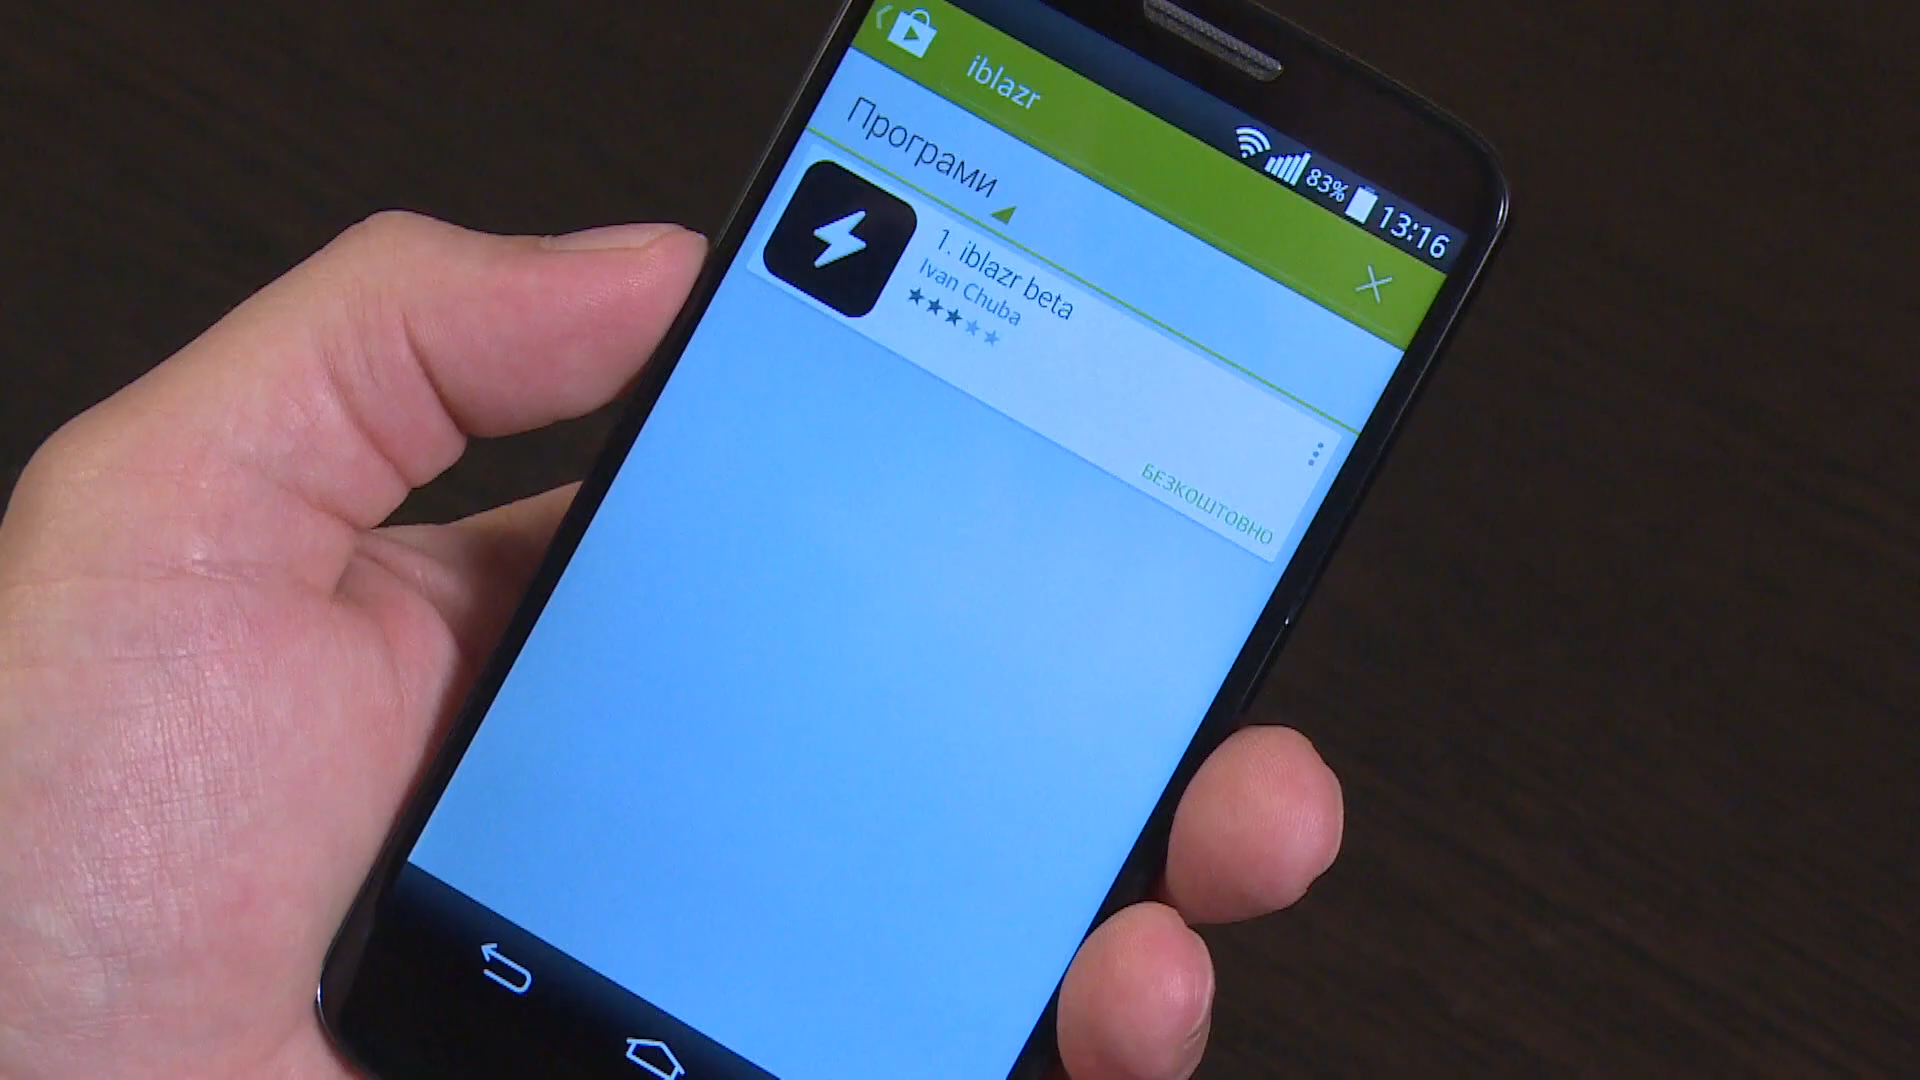 83% 13:16
iblazr
Програми
1. iblazr beta
Ivan Chuba
БЕЗКОШТОВНО